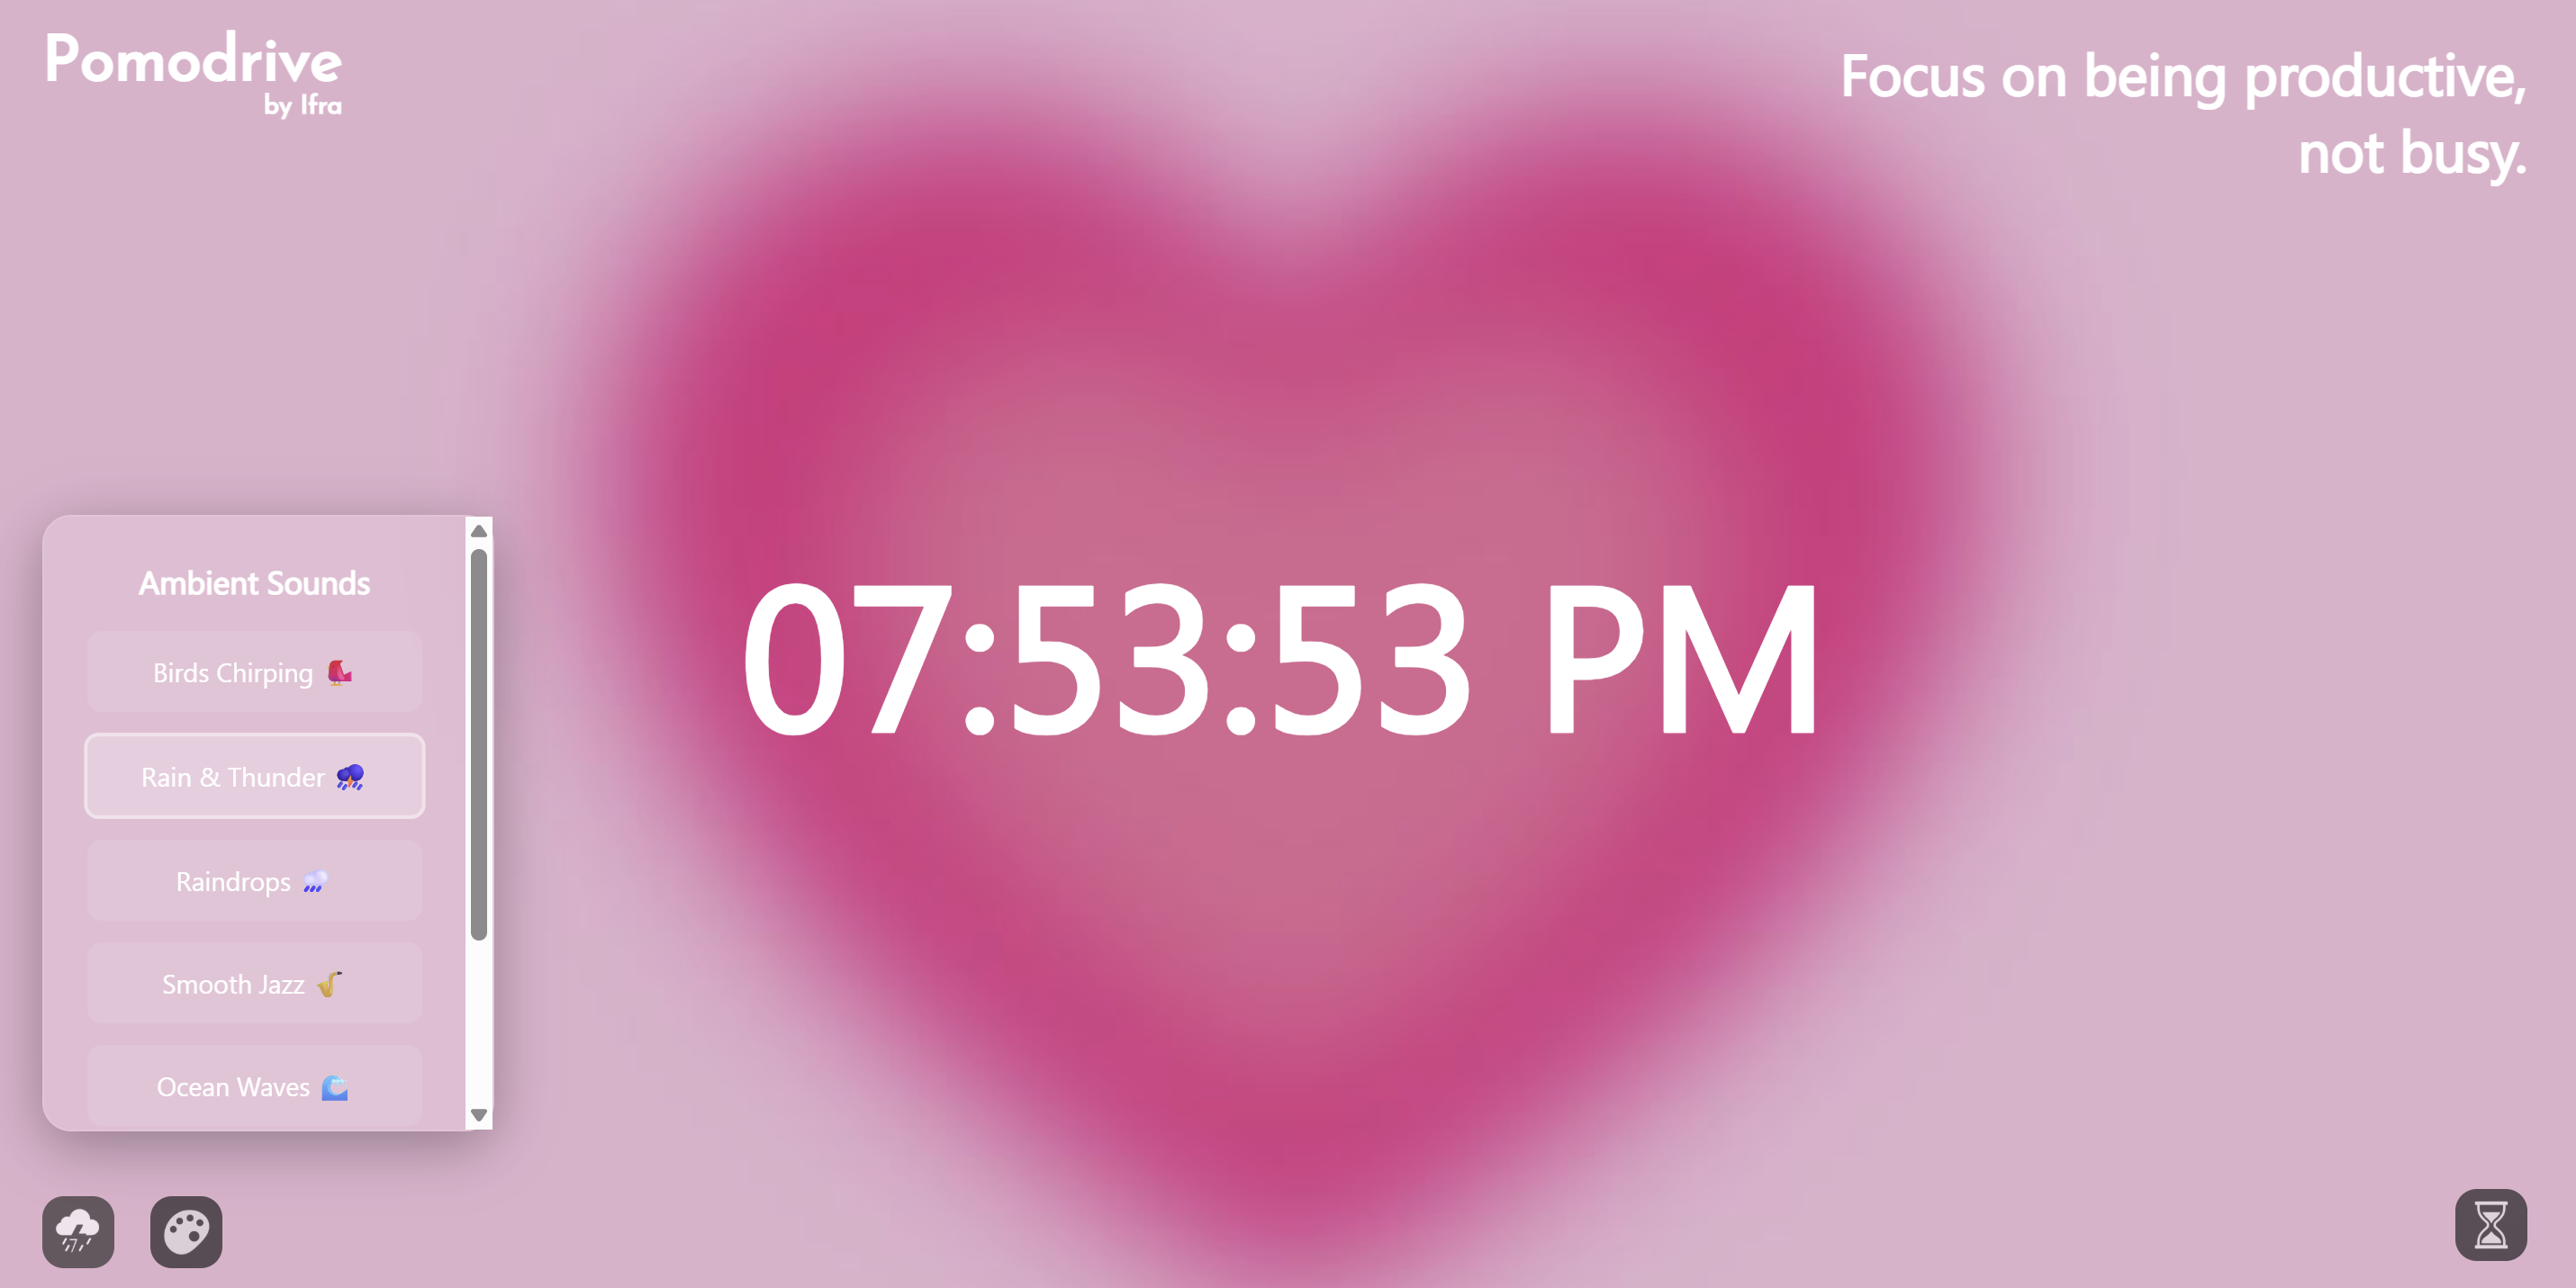 Pomodrive
by Ifra
Focus on being productive,
not busy.
Ambient Sounds
Birds Chirping
Rain & Thunder
Raindrops
Smooth Jazz
Ocean Waves
07:53:53 PM